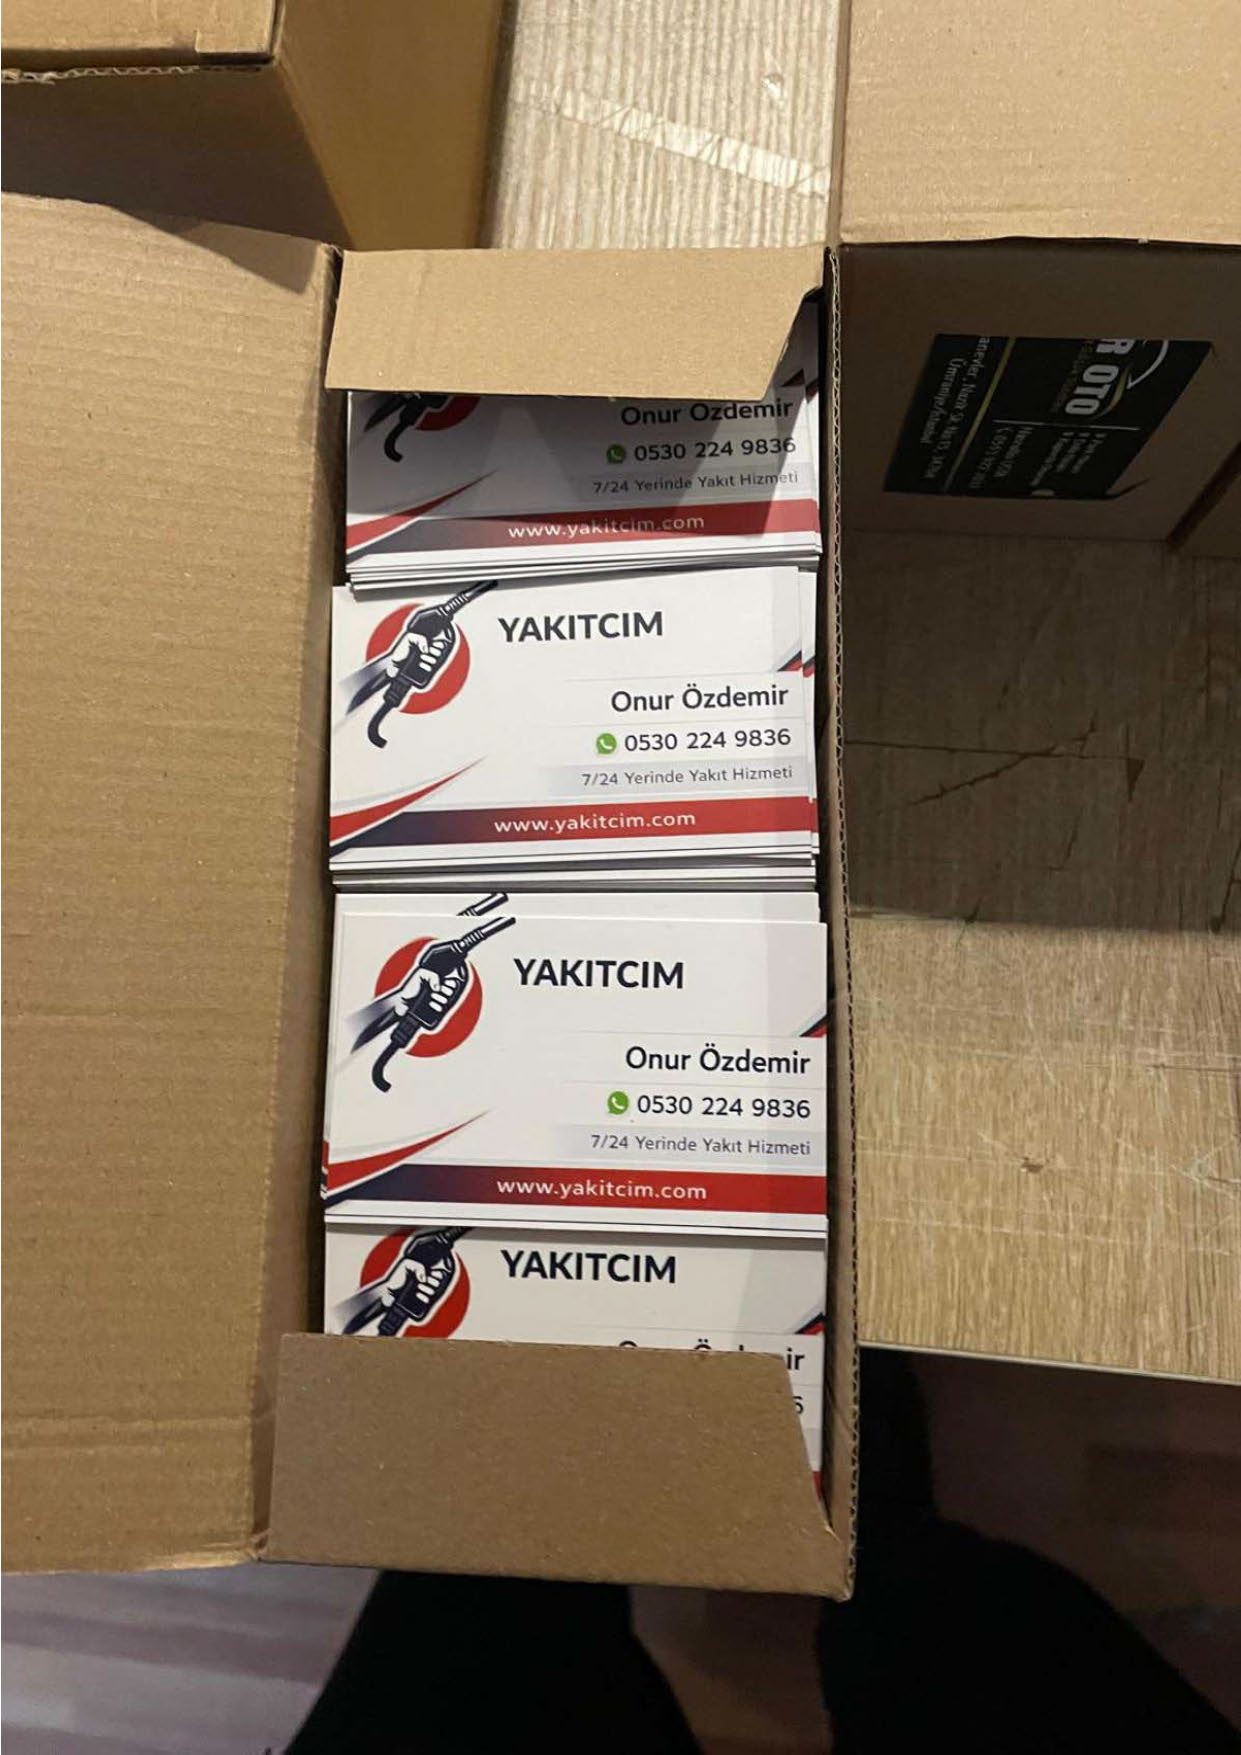 Onur Özdemir
0530 224 9836
7/24 Yerinde Yakıt Hizmeti
www.yakitcim.com
YAKITCIM
Onur Özdemir
0530 224 9836
7/24 Yerinde Yakıt Hizmeti
www.yakitcim.com
YAKITCIM
Onur Özdemir
0530 224 9836
7/24 Yerinde Yakıt Hizmeti
www.yakitcim.com
YAKITCIM
R OTO
Ümraniye/İstanbul